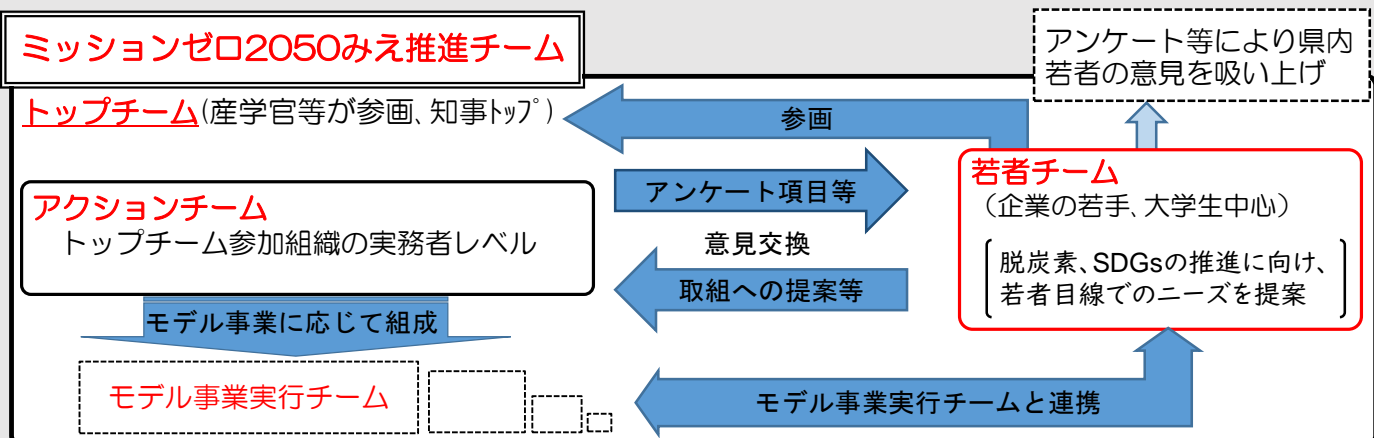 ミッションゼロ2050みえ推進チーム
アンケート等により県内
若者の意見を吸い上げ
トップチーム(産学官等が参画、知事ﾄｯﾌﾟ)
参画
アクションチーム
トップチーム参加組織の実務者レベル
アンケート項目等
意見交換
取組への提案等
若者チーム
（企業の若手、大学生中心）
脱炭素、SDGsの推進に向け、
若者目線でのニーズを提案
モデル事業に応じて組成
モデル事業実行チーム
モデル事業実行チームと連携